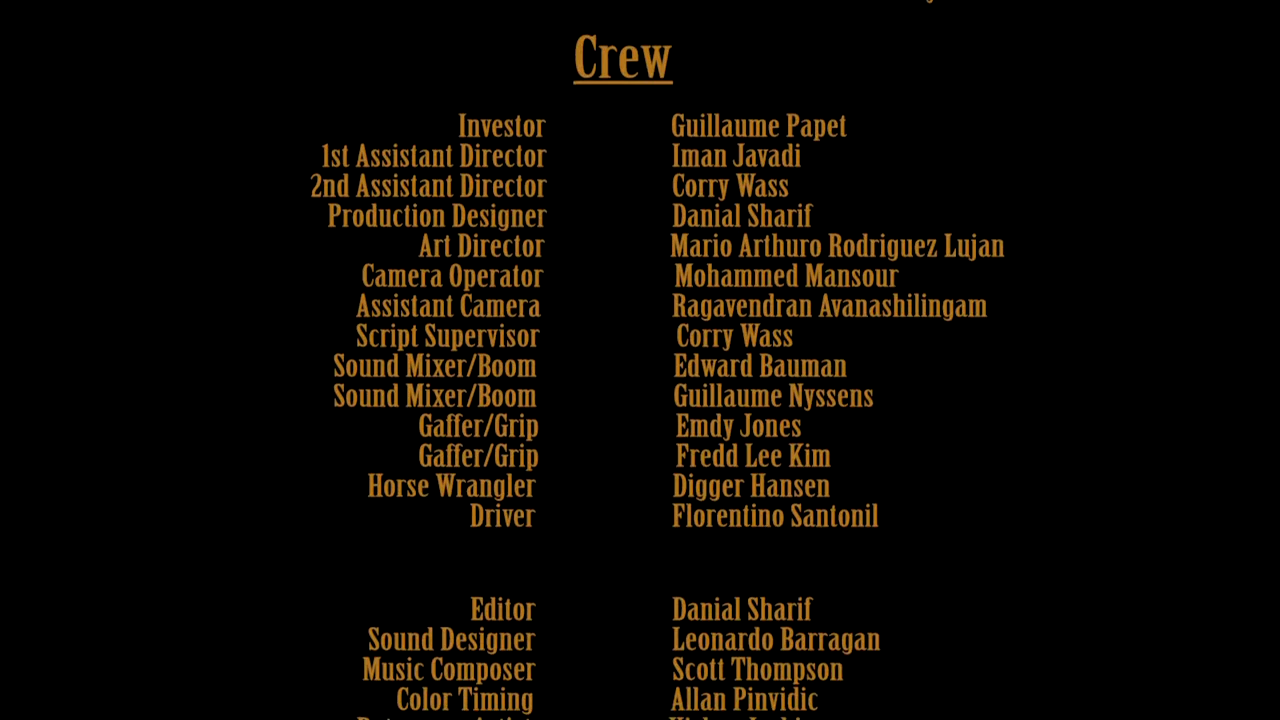 Crew
Investor Guillaume Papet
1st Assistant Director Iman Javadi
2nd Assistant Director Corry Wass
Production Designer Danial Sharif
Art Director Mario Arthuro Rodriguez Lujan
Camera Operator Mohammed Mansour
Assistant Camera Ragavendran Avanashilingam
Script Supervisor Corry Wass
Sound Mixer/Boom Edward Bauman
Sound Mixer/Boom Guillaume Nyssens
Gaffer/Grip Emdy Jones
Gaffer/Grip Fredd Lee Kim
Horse Wrangler Digger Hansen
Driver Florentino Santonil
Editor Danial Sharif
Sound Designer Leonardo Barragan
Music Composer Scott Thompson
Color Timing Allan Pinvidic